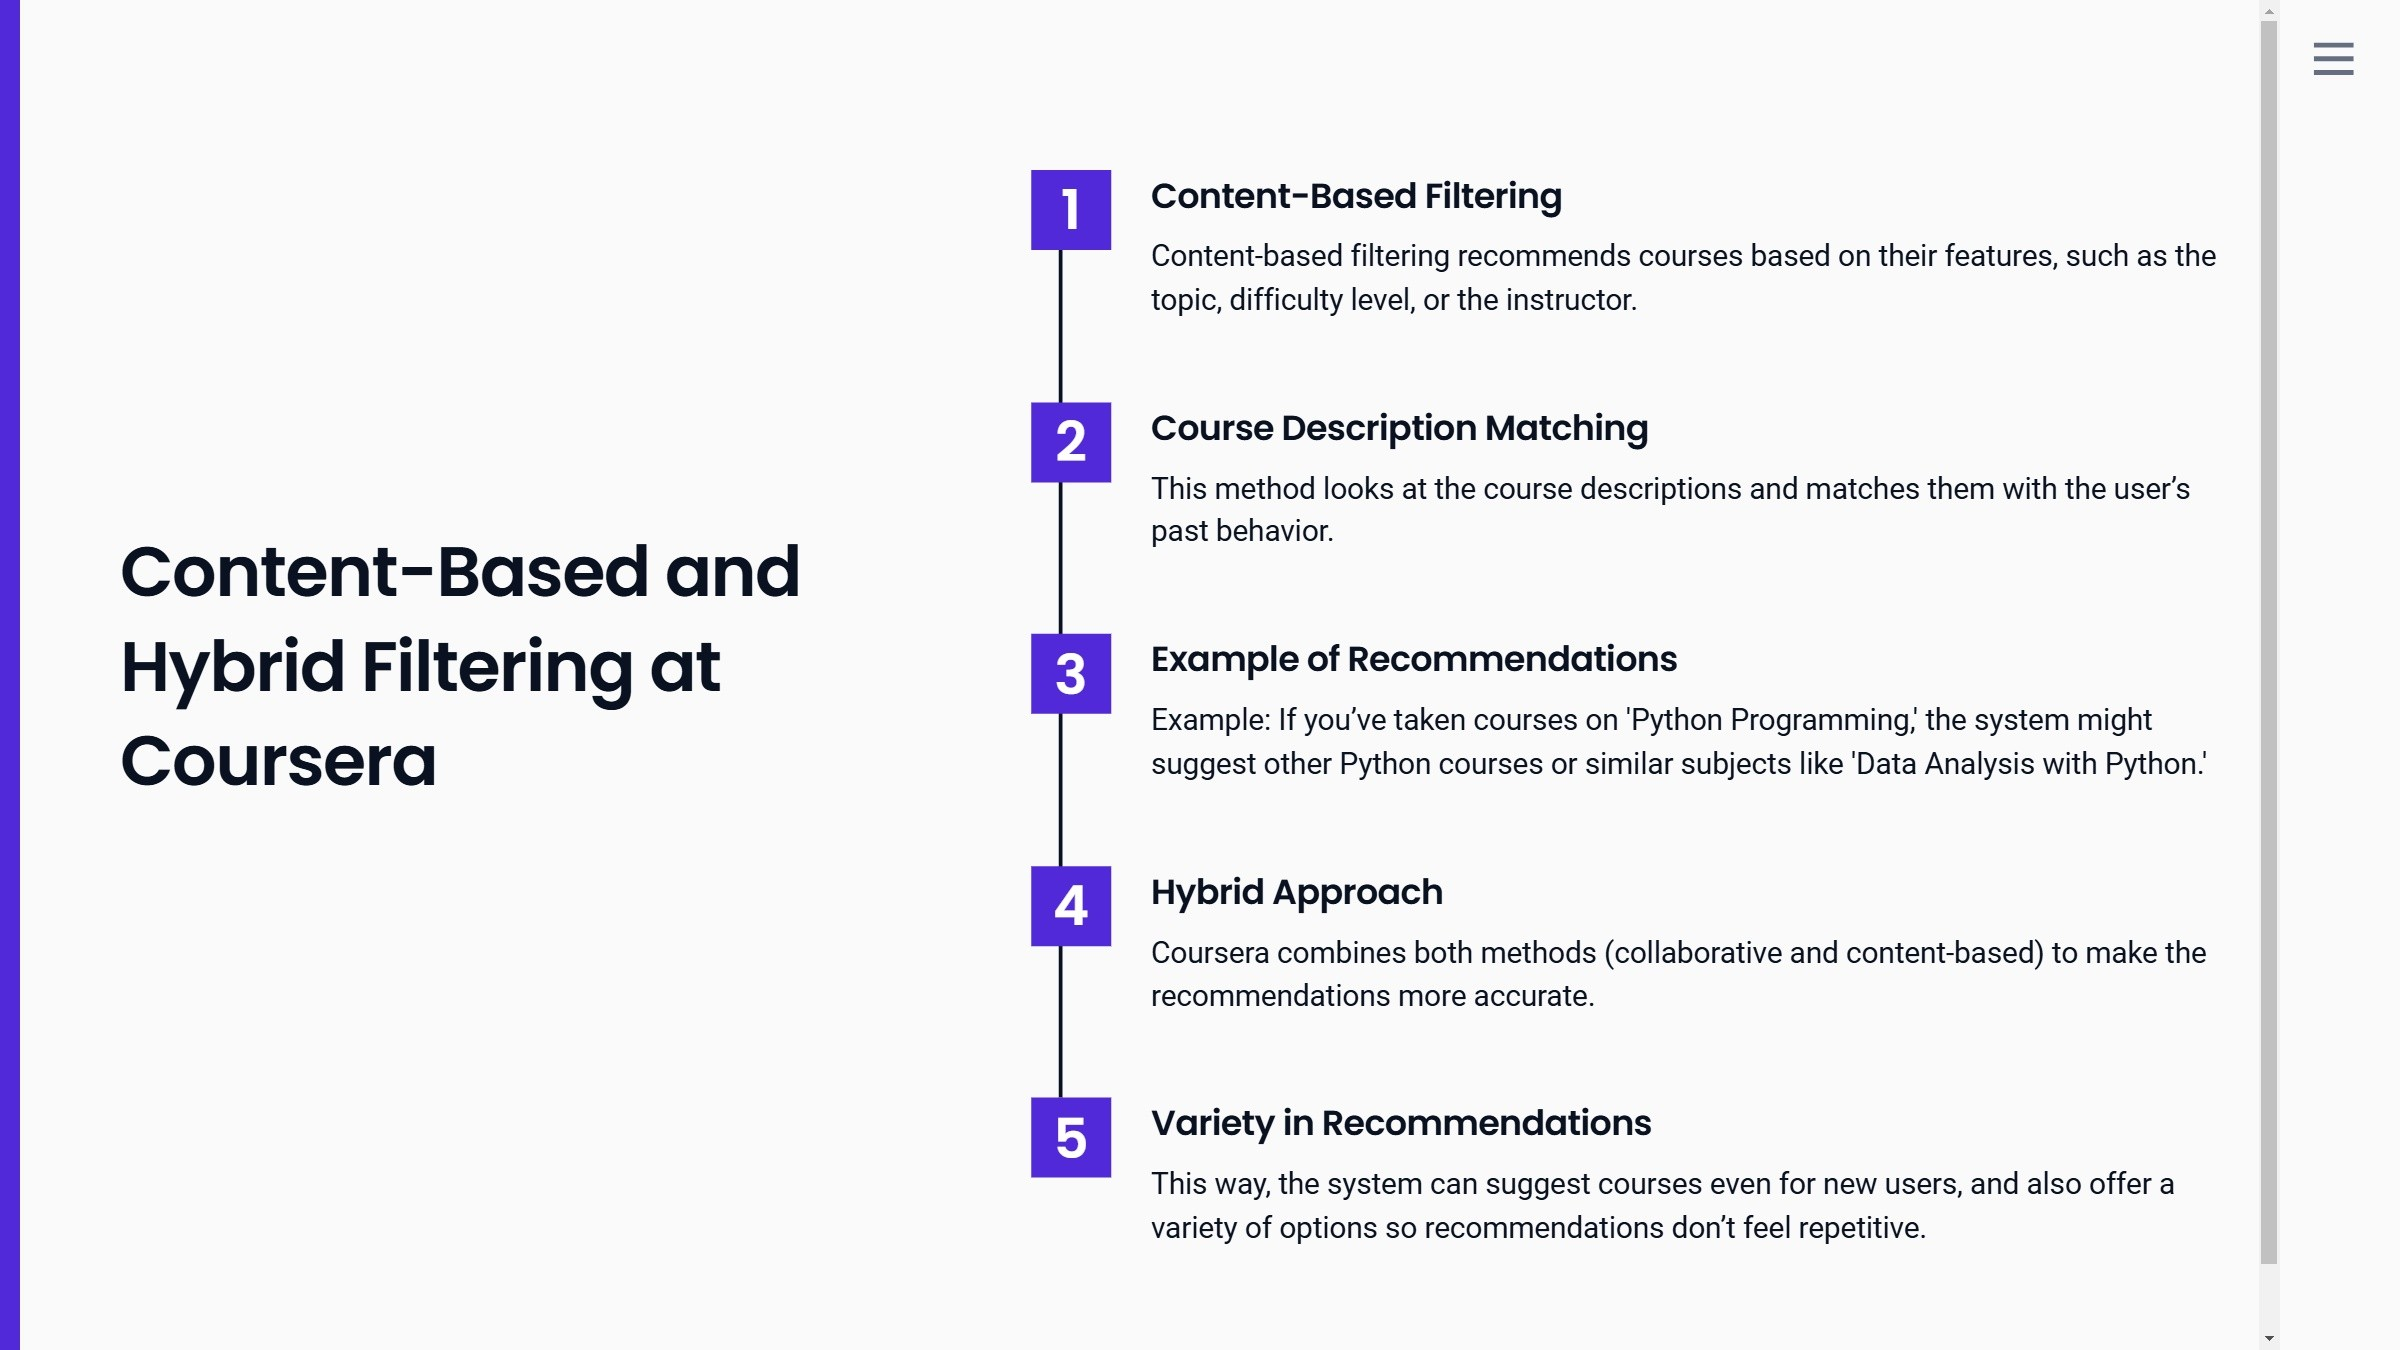 Content-Based and
Hybrid Filtering at
Coursera
1
Content-Based Filtering
Content-based filtering recommends courses based on their features, such as the
topic, difficulty level, or the instructor.
2
Course Description Matching
This method looks at the course descriptions and matches them with the user’s
past behavior.
3
Example of Recommendations
Example: If you’ve taken courses on 'Python Programming,' the system might
suggest other Python courses or similar subjects like 'Data Analysis with Python.'
4
Hybrid Approach
Coursera combines both methods (collaborative and content-based) to make the
recommendations more accurate.
5
Variety in Recommendations
This way, the system can suggest courses even for new users, and also offer a
variety of options so recommendations don’t feel repetitive.